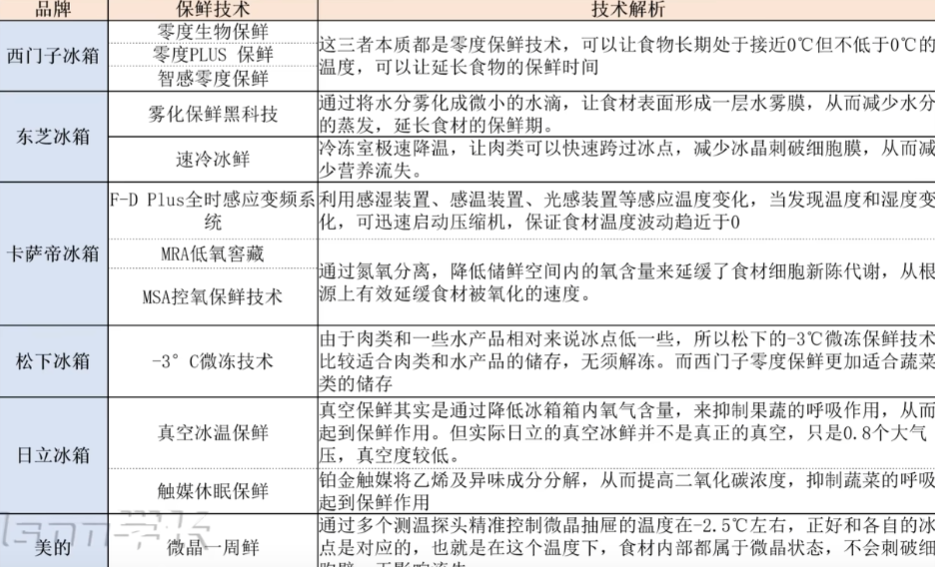 品牌
保鲜技术
技术解析
西门子冰箱
零度生物保鲜
零度PLUS 保鲜
智感零度保鲜
这三者本质都是零度保鲜技术，可以让食物长期处于接近0℃但不低于0℃的
温度，可以让延长食物的保鲜时间
东芝冰箱
雾化保鲜黑科技
通过将水分雾化成微小的水滴，让食材表面形成一层水雾膜，从而减少水分
的蒸发，延长食材的保鲜期。
速冷冰鲜
冷冻室极速降温，让肉类可以快速跨过冰点，减少冰晶刺破细胞膜，从而减
少营养流失。
卡萨帝冰箱
F-D Plus全时感应变频系
统
利用感湿装置、感温装置、光感装置等感应温度变化，当发现温度和湿度变
化，可迅速启动压缩机，保证食材温度波动趋近于0
MRA低氧窖藏
MSA控氧保鲜技术
通过氮氧分离，降低储鲜空间内的氧含量来延缓了食材细胞新陈代谢，从根
源上有效延缓食材被氧化的速度。
松下冰箱
-3°C微冻技术
由于肉类和一些水产品相对来说冰点低一些，所以松下的-3℃微冻保鲜技术
比较适合肉类和水产品的储存，无须解冻。而西门子零度保鲜更加适合蔬菜
类的储存
日立冰箱
真空冰温保鲜
真空保鲜其实是通过降低冰箱箱内氧气含量，来抑制果蔬的呼吸作用，从而
起到保鲜作用。但实际日立的真空冰鲜并不是真正的真空，只是0.8个大气
压，真空度较低。
触媒休眠保鲜
铂金触媒将乙烯及异味成分分解，从而提高二氧化碳浓度，抑制蔬菜的呼吸
起到保鲜作用
美的
微晶一周鲜
通过多个测温探头精准控制微晶抽屉的温度在-2.5℃左右，正好和各自的冰
点是对应的，也就是在这个温度下，食材内部都属于微晶状态，不会刺破细